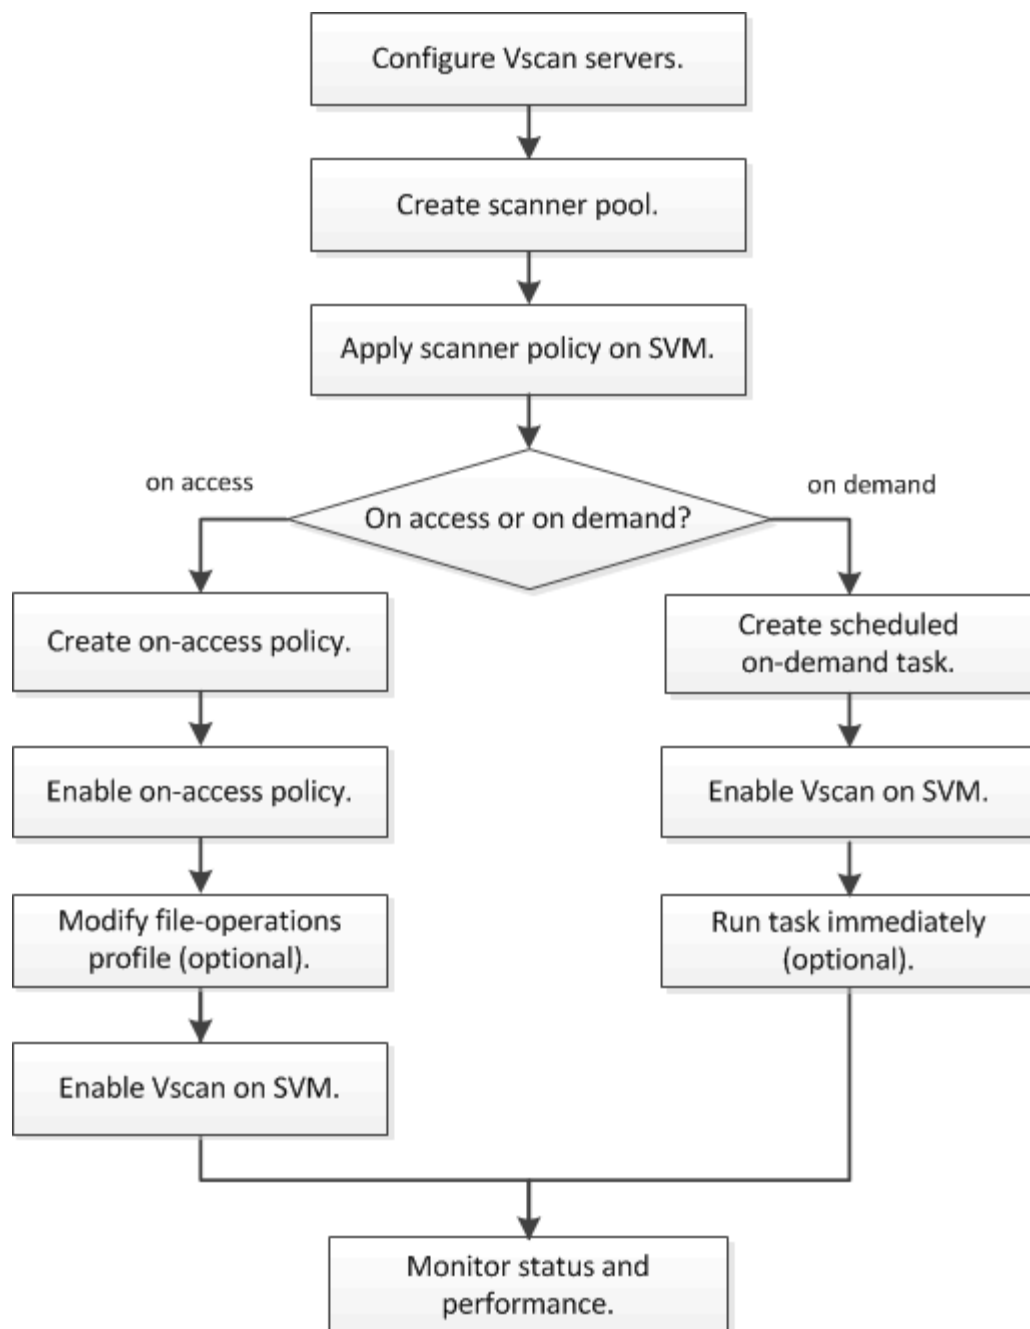 Configure Vscan servers.
Create scanner pool.
Apply scanner policy on SVM.
on access
on demand
On access or on demand?
Create on-access policy.
Enable on-access policy.
Modify file-operations
profile (optional).
Enable Vscan on SVM.
Create scheduled
on-demand task.
Enable Vscan on SVM.
Run task immediately
(optional).
Monitor status and
performance.